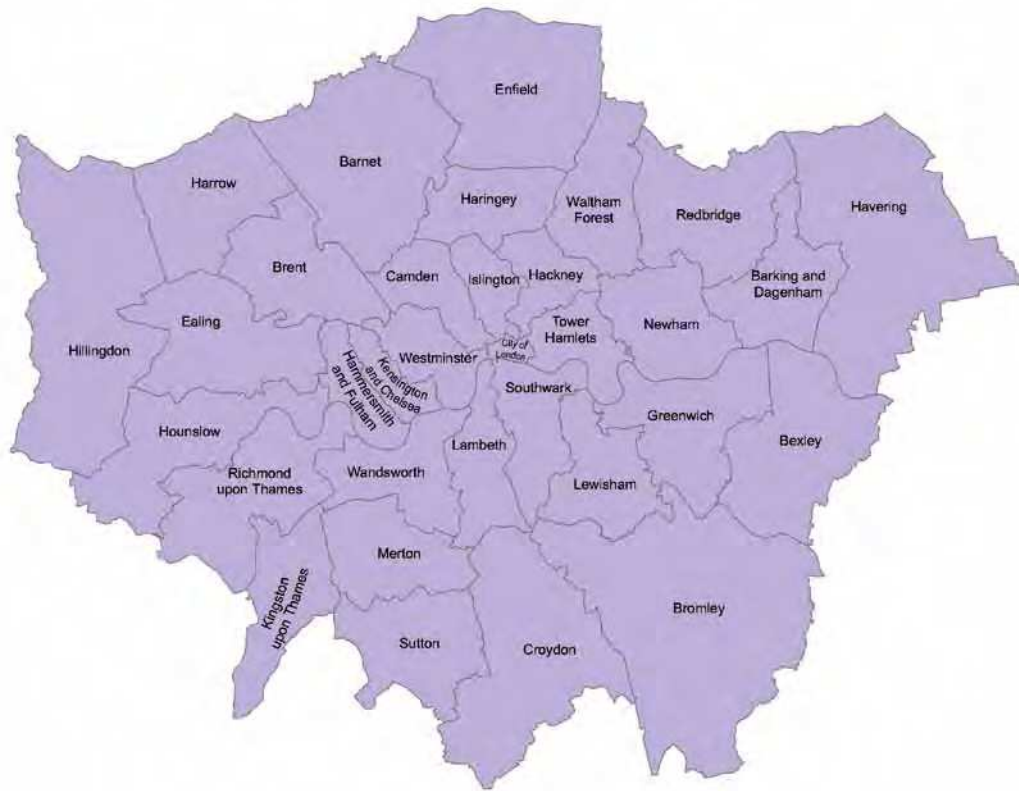 Enfield
Barnet
Harrow
Haringey
Waltham
Forest
Redbridge
Havering
Brent
Camden
Islington
Hackney
Barking and
Dagenham
Ealing
Tower
Hamlets
Newham
Hillingdon
Westminster
City of
London
Kensington
and Chelsea
Hammersmith
and Fulham
Southwark
Greenwich
Hounslow
Bexley
Lambeth
Richmond
upon Thames
Wandsworth
Lewisham
Merton
Kingston
upon Thames
Bromley
Sutton
Croydon